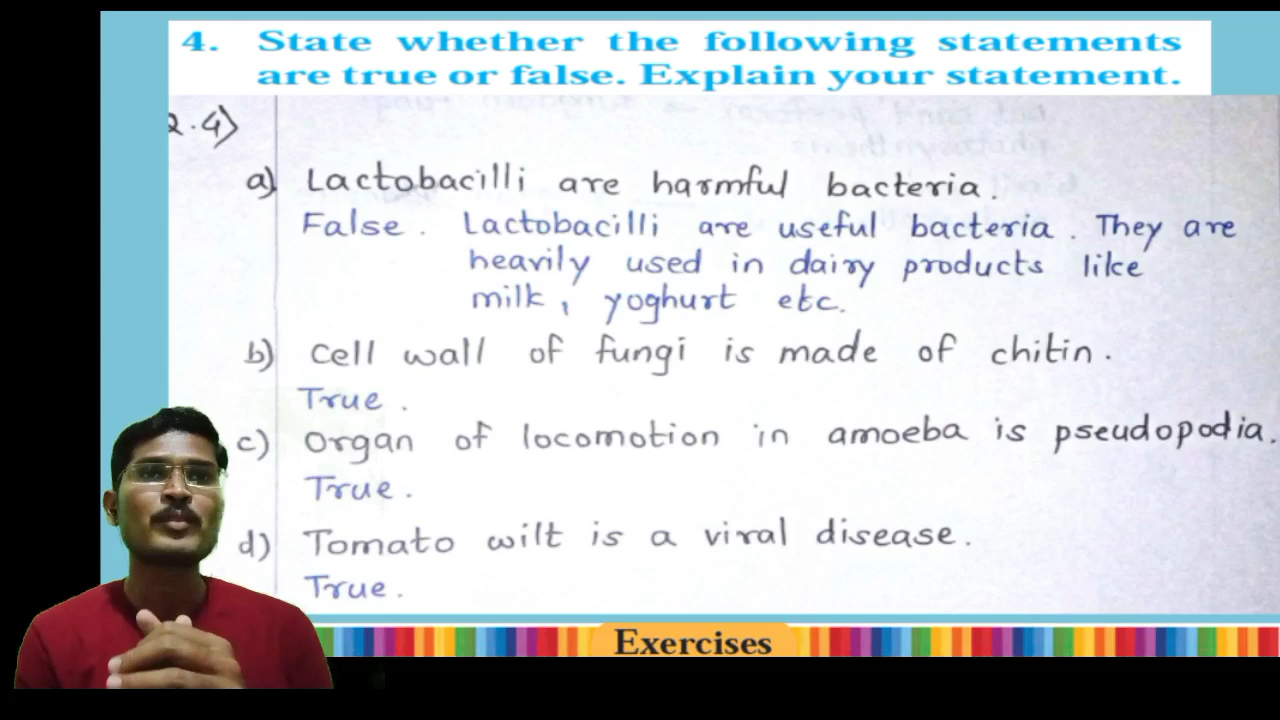 4. State whether the following statements
are true or false. Explain your statement.
2.4)
a) Lactobacilli are harmful bacteria.
False. Lactobacilli are useful bacteria. They are
heavily used in dairy products like
milk, yoghurt etc.
b) Cell wall of fungi is made of chitin.
True.
c) Organ of locomotion in amoeba is pseudopodia.
True.
d) Tomato wilt is a viral disease.
True.
Exercises